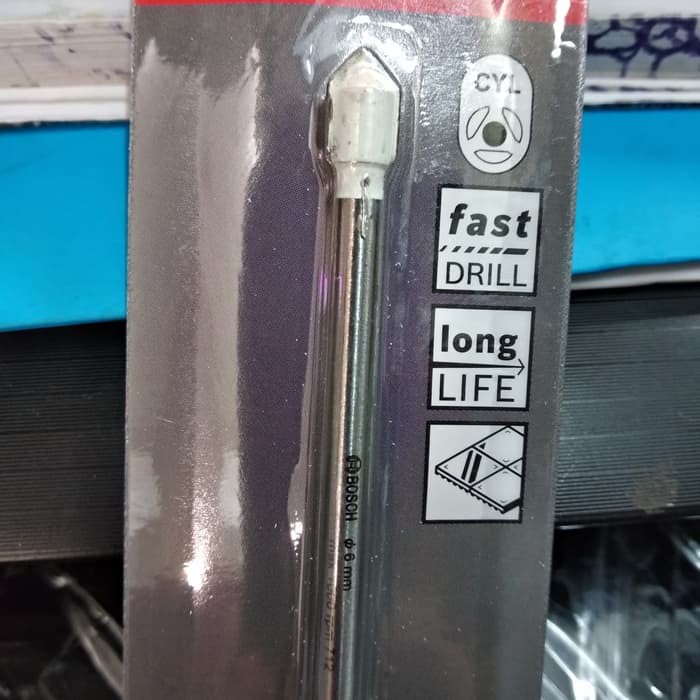 CYL
fast
DRILL
long
LIFE
BOSCH ϕ 6 mm